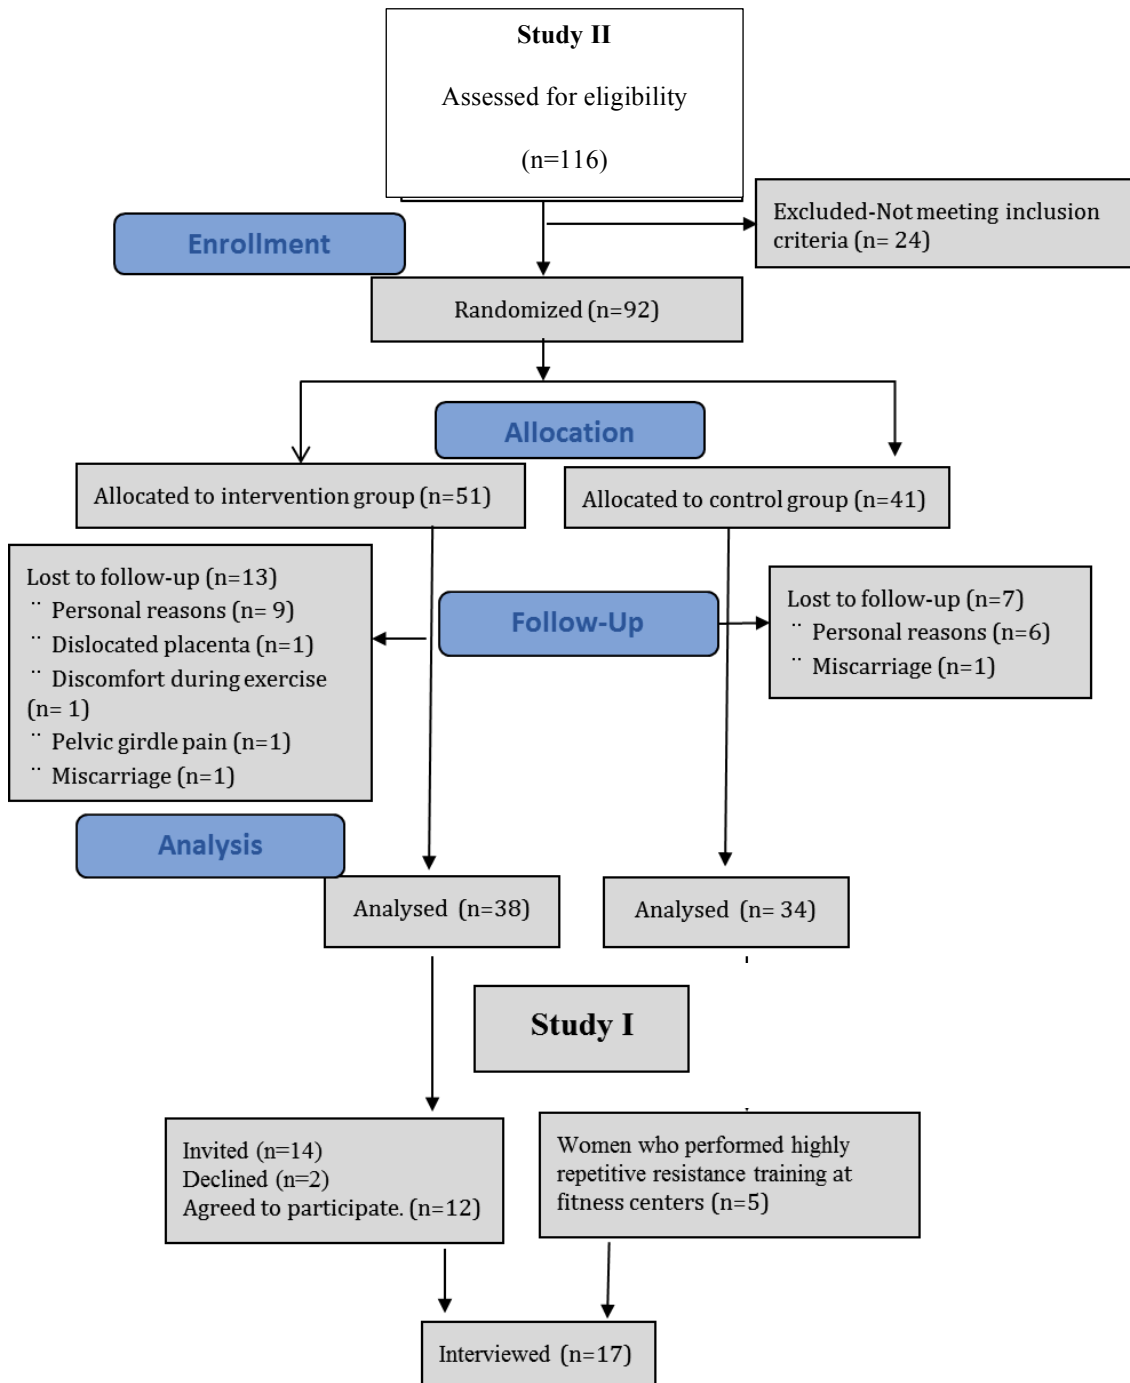 Study II
Assessed for eligibility
(n=116)
Excluded-Not meeting inclusion
criteria (n= 24)
Enrollment
Randomized (n=92)
Allocation
Allocated to intervention group (n=51)
Allocated to control group (n=41)
Lost to follow-up (n=13)
¨ Personal reasons (n= 9)
¨ Dislocated placenta (n=1)
¨ Discomfort during exercise
(n= 1)
¨ Pelvic girdle pain (n=1)
¨ Miscarriage (n=1)
Follow-Up
Lost to follow-up (n=7)
¨ Personal reasons (n=6)
¨ Miscarriage (n=1)
Analysis
Analysed (n=38)
Analysed (n= 34)
Study I
Invited (n=14)
Declined (n=2)
Agreed to participate. (n=12)
Women who performed highly
repetitive resistance training at
fitness centers (n=5)
Interviewed (n=17)